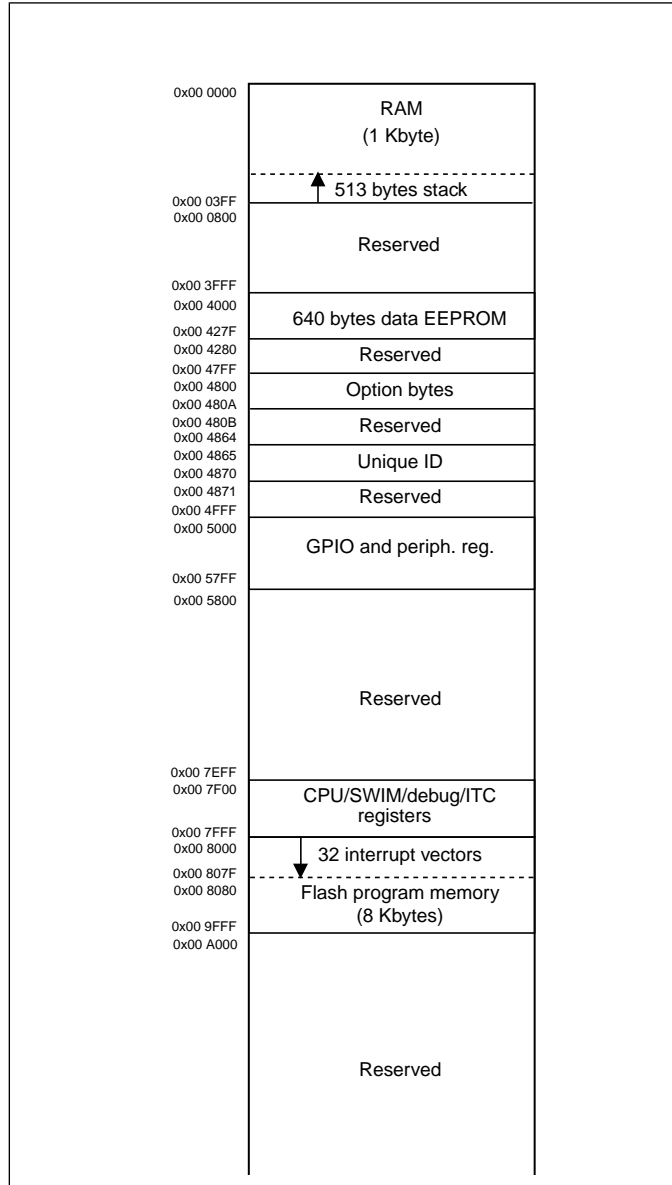 0x00 0000
RAM
(1 Kbyte)
513 bytes stack
0x00 03FF
0x00 0800
Reserved
0x00 3FFF
0x00 4000
640 bytes data EEPROM
0x00 427F
0x00 4280
Reserved
0x00 47FF
0x00 4800
Option bytes
0x00 480A
0x00 480B
Reserved
0x00 4864
0x00 4865
Unique ID
0x00 4870
0x00 4871
Reserved
0x00 4FFF
0x00 5000
GPIO and periph. reg.
0x00 57FF
0x00 5800
Reserved
0x00 7EFF
0x00 7F00
CPU/SWIM/debug/ITC
registers
0x00 7FFF
0x00 8000
32 interrupt vectors
0x00 807F
0x00 8080
Flash program memory
(8 Kbytes)
0x00 9FFF
0x00 A000
Reserved